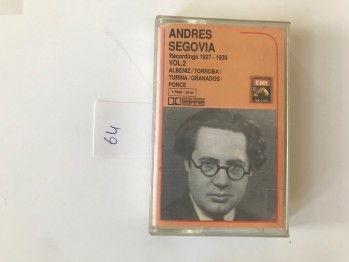 ANDRES
SEGOVIA
Recordings 1927 - 1939
VOL.2
ALBENIZ / TORROBA /
TURINA / GRANADOS /
PONCE
EMI
64